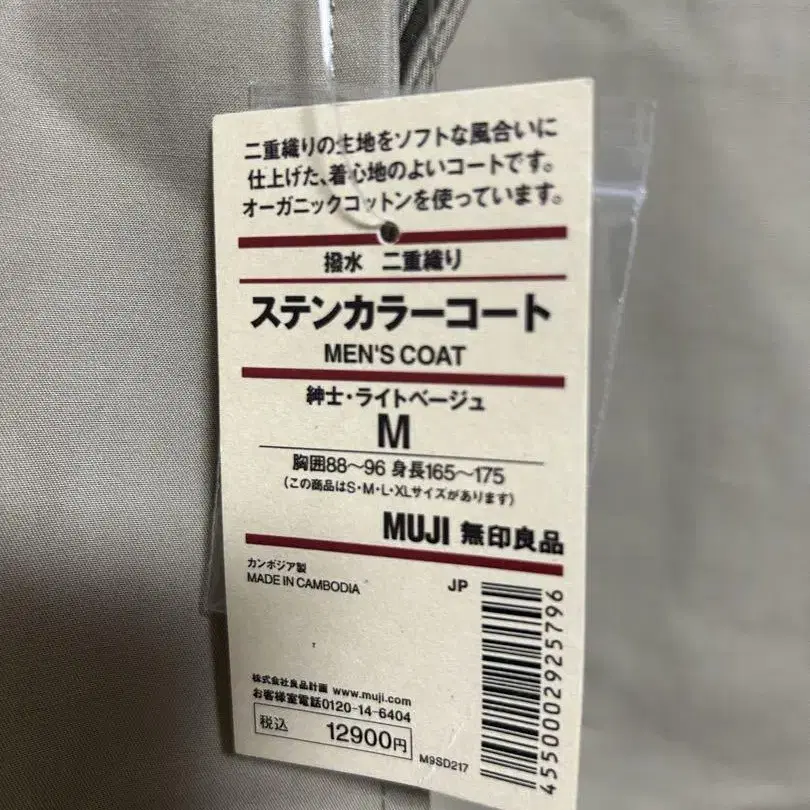 二重織りの生地をソフトな風合いに
仕上げた、着心地のよいコートです。
オーガニックコットンを使っています。
撥水 二重織り
ステンカラーコート
MEN'S COAT
紳士・ライトベージュ
M
胸囲88〜96 身長165〜175
(この商品はS・M・L・XLサイズがあります)
MUJI 無印良品
カンボジア製
MADE IN CAMBODIA
JP
4550002925796
株式会社良品計画 www.muji.com
お客様室電話0120-14-6404
税込 12900円
M9SD217